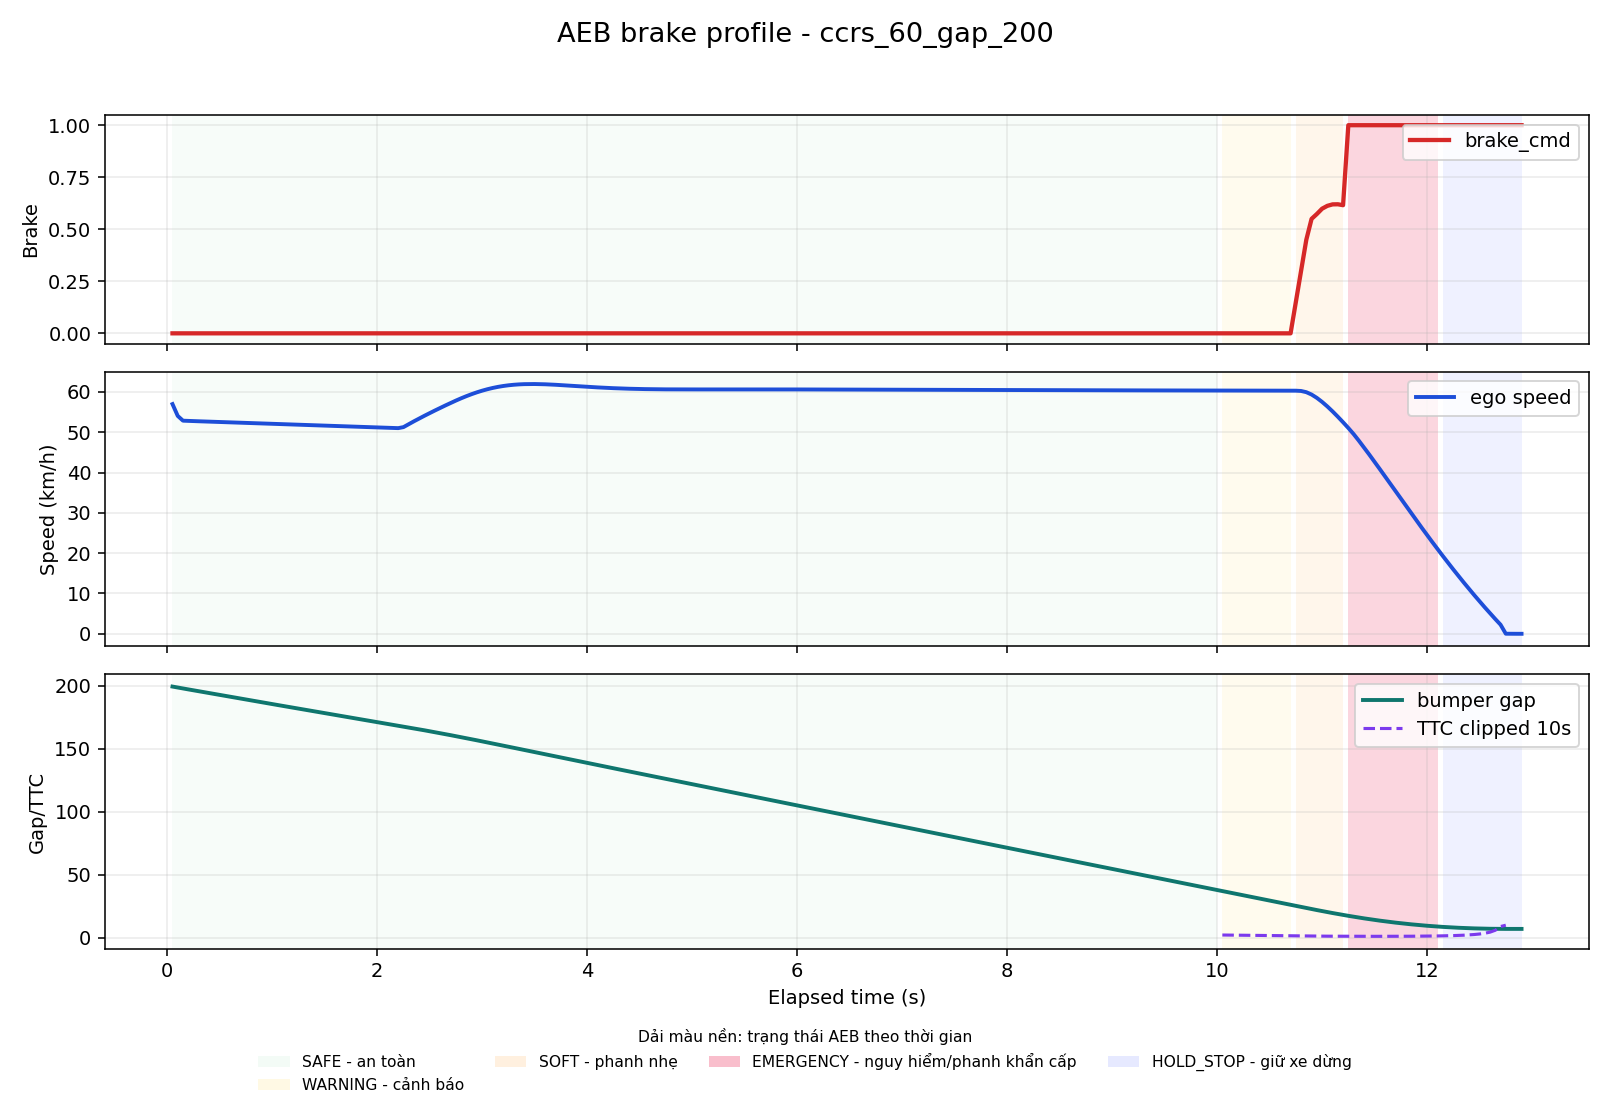 AEB brake profile - ccrs_60_gap_200
1.00
0.75
0.50
0.25
0.00
Brake
brake_cmd
60
50
40
30
20
10
0
Speed (km/h)
ego speed
200
150
100
50
0
Gap/TTC
bumper gap
TTC clipped 10s
0 2 4 6 8 10 12
Elapsed time (s)
Dải màu nền: trạng thái AEB theo thời gian
SAFE - an toàn SOFT - phanh nhẹ EMERGENCY - nguy hiểm/phanh khẩn cấp HOLD_STOP - giữ xe dừng
WARNING - cảnh báo